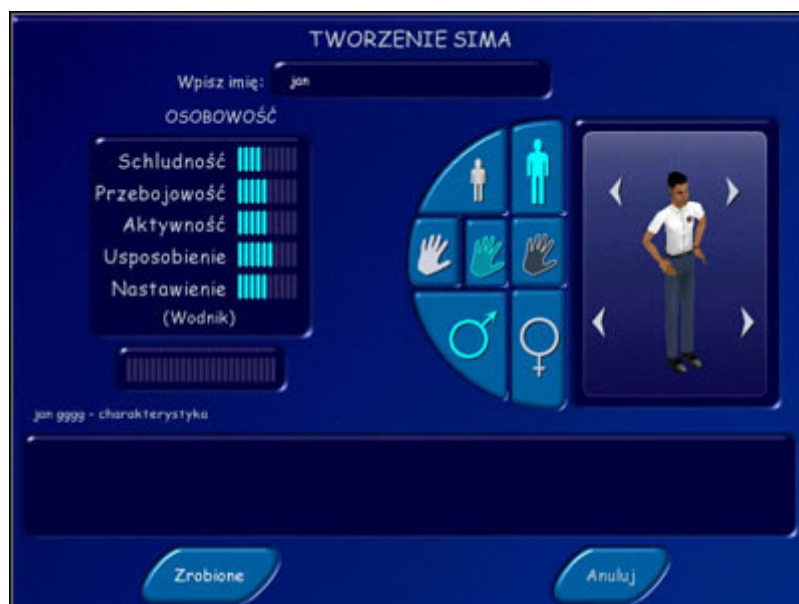 TWORZENIE SIMA
Wpisz imię: jan
OSOBOWOŚĆ
Schludność
Przebojowość
Aktywność
Usposobienie
Nastawienie
(Wodnik)
jan gggg - charakterystyka
Zrobione
Anuluj